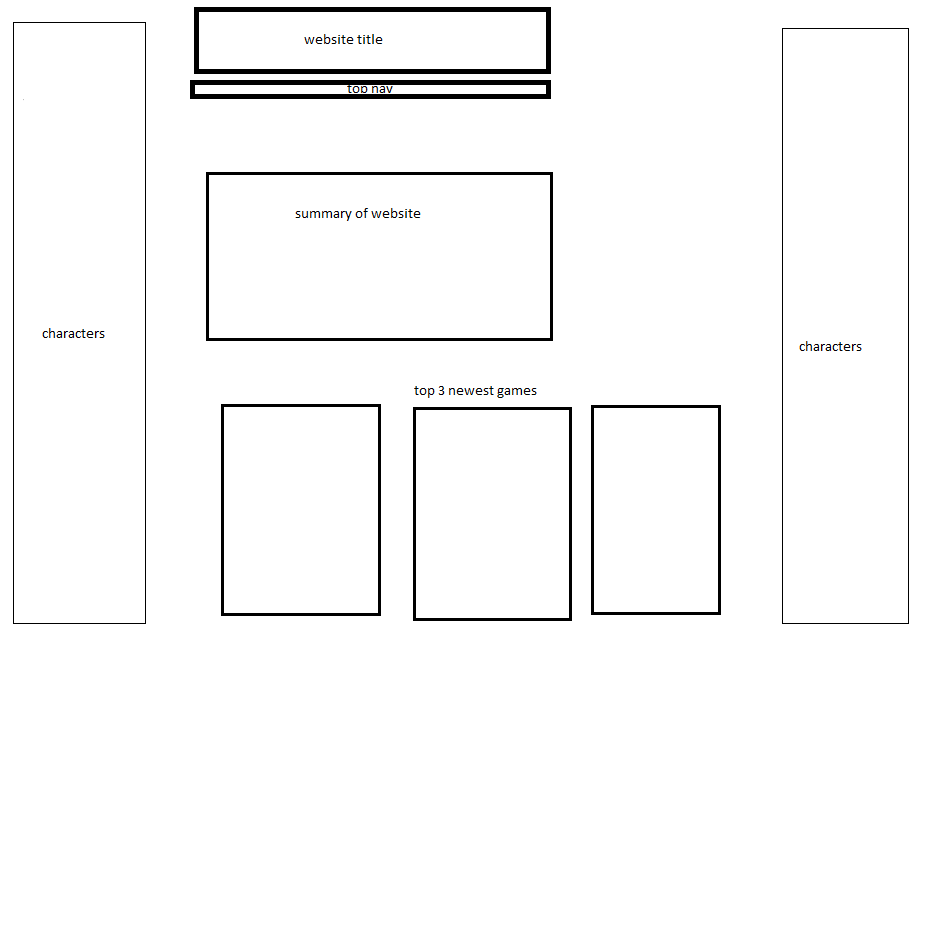 website title
top nav
summary of website
characters
characters
top 3 newest games